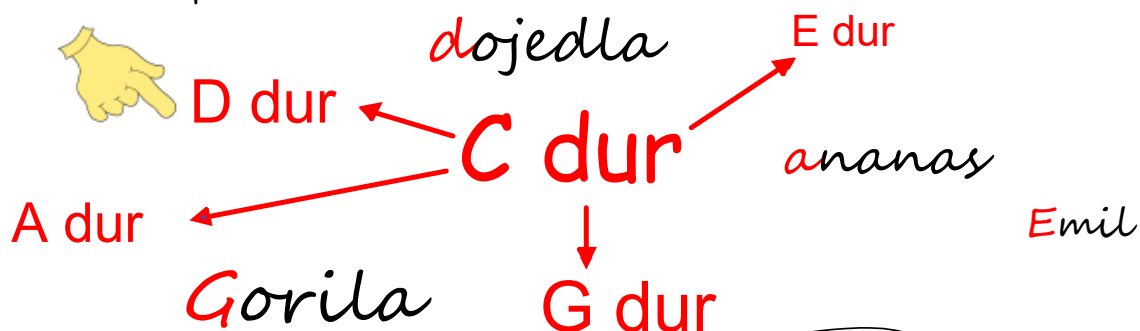 dojedla
E dur
D dur
C dur
ananas
A dur
Emil
Gorila
G dur